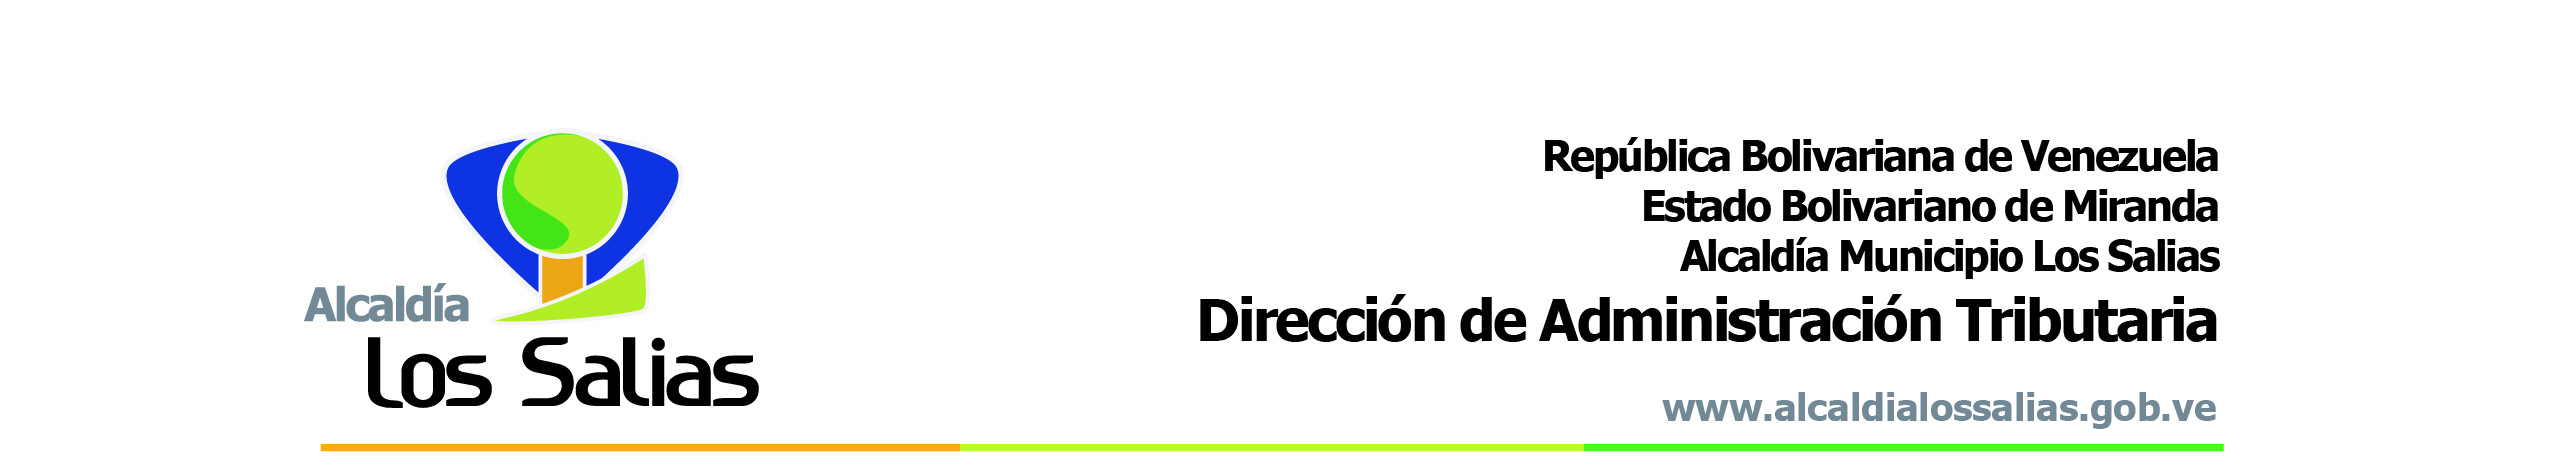 Alcaldía
Los Salias
República Bolivariana de Venezuela
Estado Bolivariano de Miranda
Alcaldía Municipio Los Salias
Dirección de Administración Tributaria
www.alcaldialossalias.gob.ve